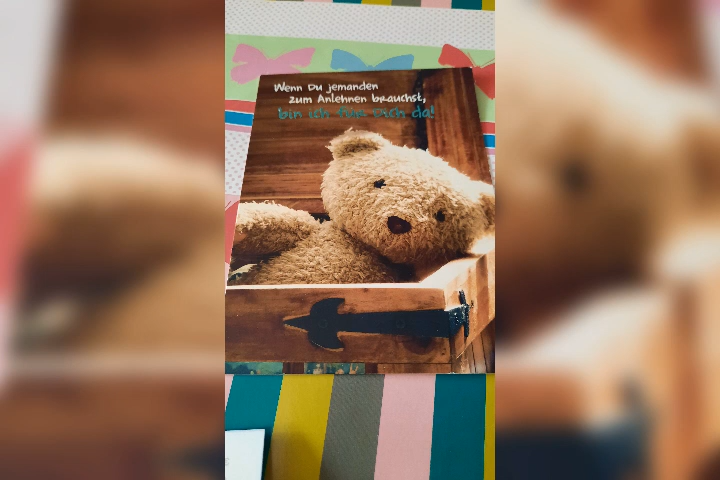 Wenn Du jemanden
zum Anlehnen brauchst,
bin ich für Dich da!